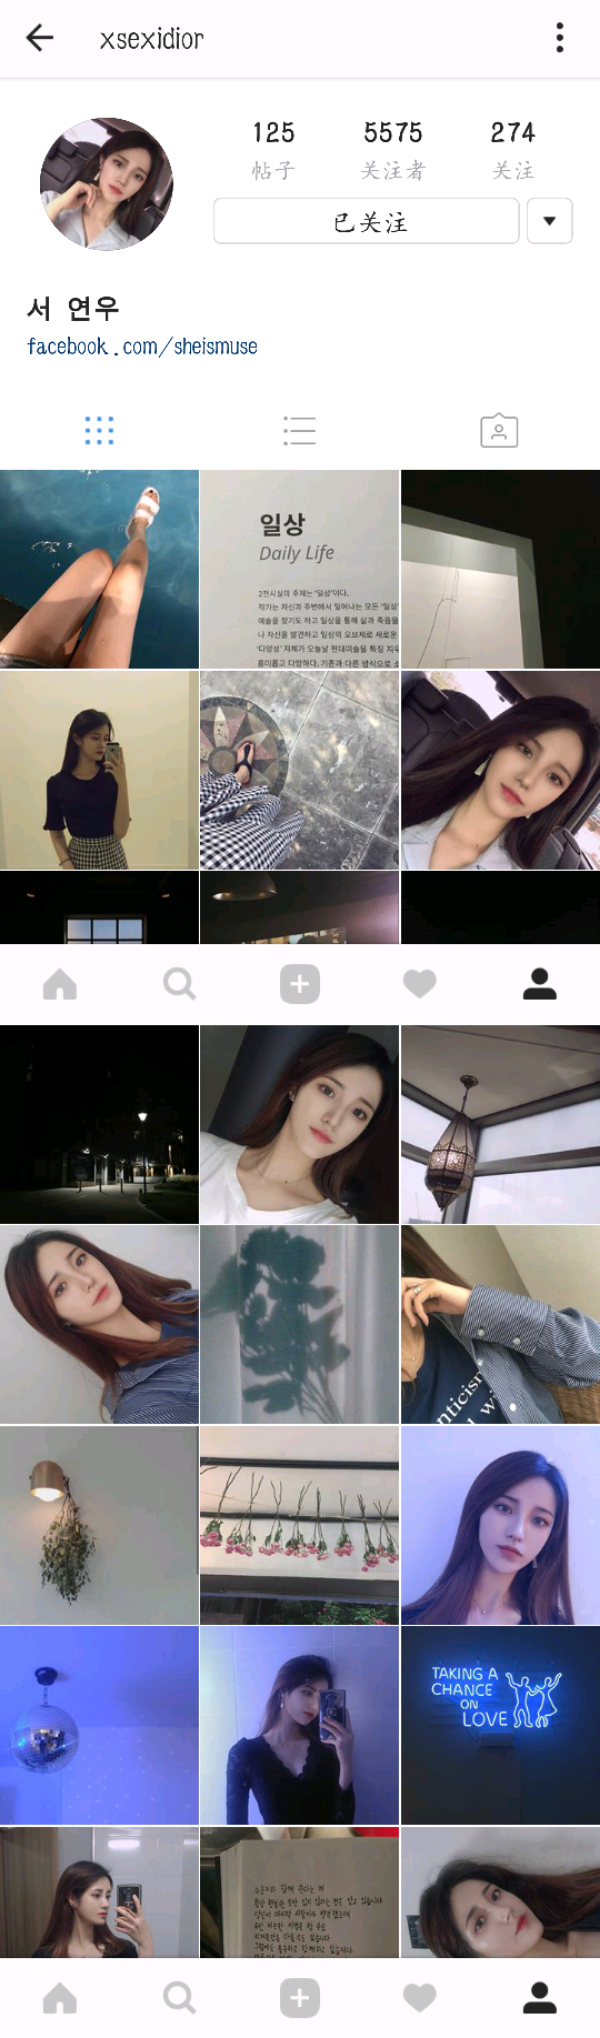 xsexidior
125 5575 274
帖子 关注者 关注
已关注
서 연우
facebook.com/sheismuse
일상
Daily Life
2전시실의 주제는 "일상"이다.
작가는 자신과 주변에서 일어나는 모든 "일상
예술을 찾기도 하고 일상을 통해 삶과 죽음을
나 자신을 발견하고 일상의 오브제로 새로운
'다양성' 자체가 오늘날 현대미술을 특징 지우
흥미롭고 다양하다. 기존과 다른 방식으로
nticism
TAKING A
CHANCE
ON
LOVE